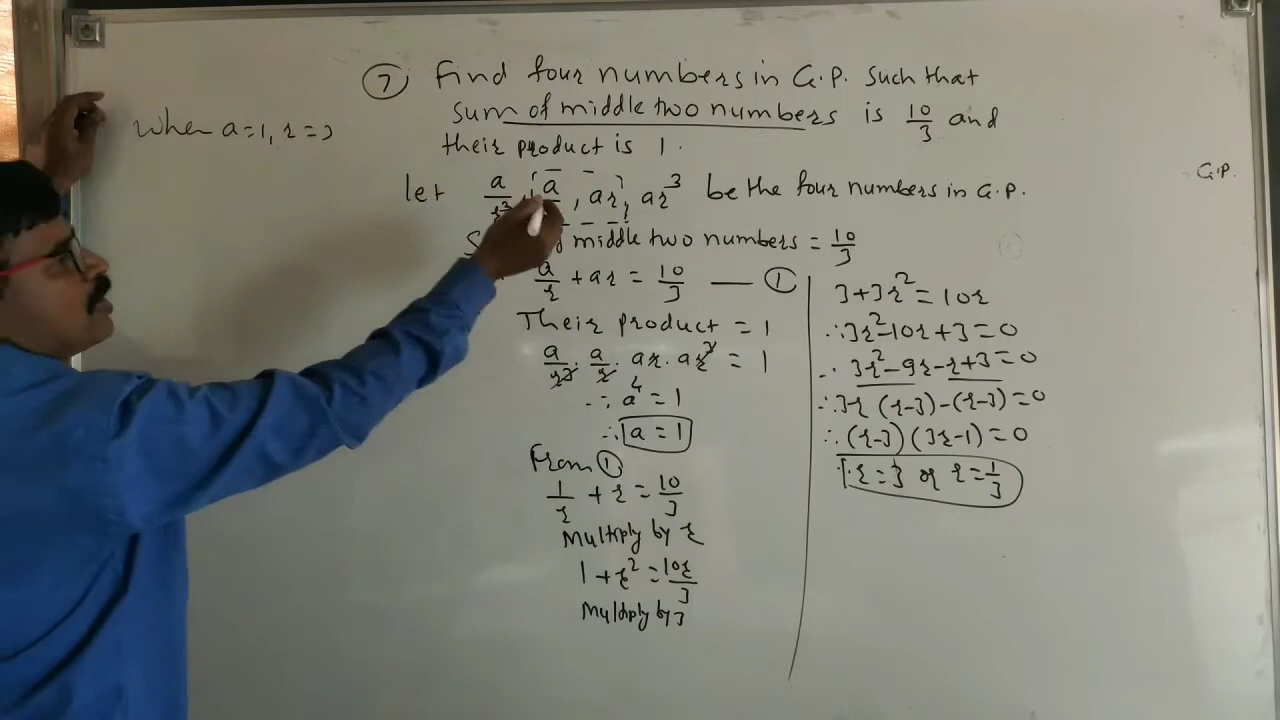 ⑦ Find four numbers in G.P. such that
sum of middle two numbers is 10/3 and
their product is 1.
When a=1, r=3
G.P.
let a/r³, a, ar, ar³ be the four numbers in G.P.
middle two numbers = 10/3
a/r + ar = 10/3 — ①
Their product = 1
a/r³ · a/r · ar · ar³ = 1
∴ a⁴ = 1
∴ a = 1
From ①
1/r + r = 10/3
Multiply by r
1 + r² = 10r/3
Multiply by 3
3+3r² = 10r
∴ 3r²-10r+3=0
∴ 3r²-9r-r+3=0
∴ 3r(r-3)-(r-3)=0
∴ (r-3)(3r-1)=0
∴ r=3 or r=1/3